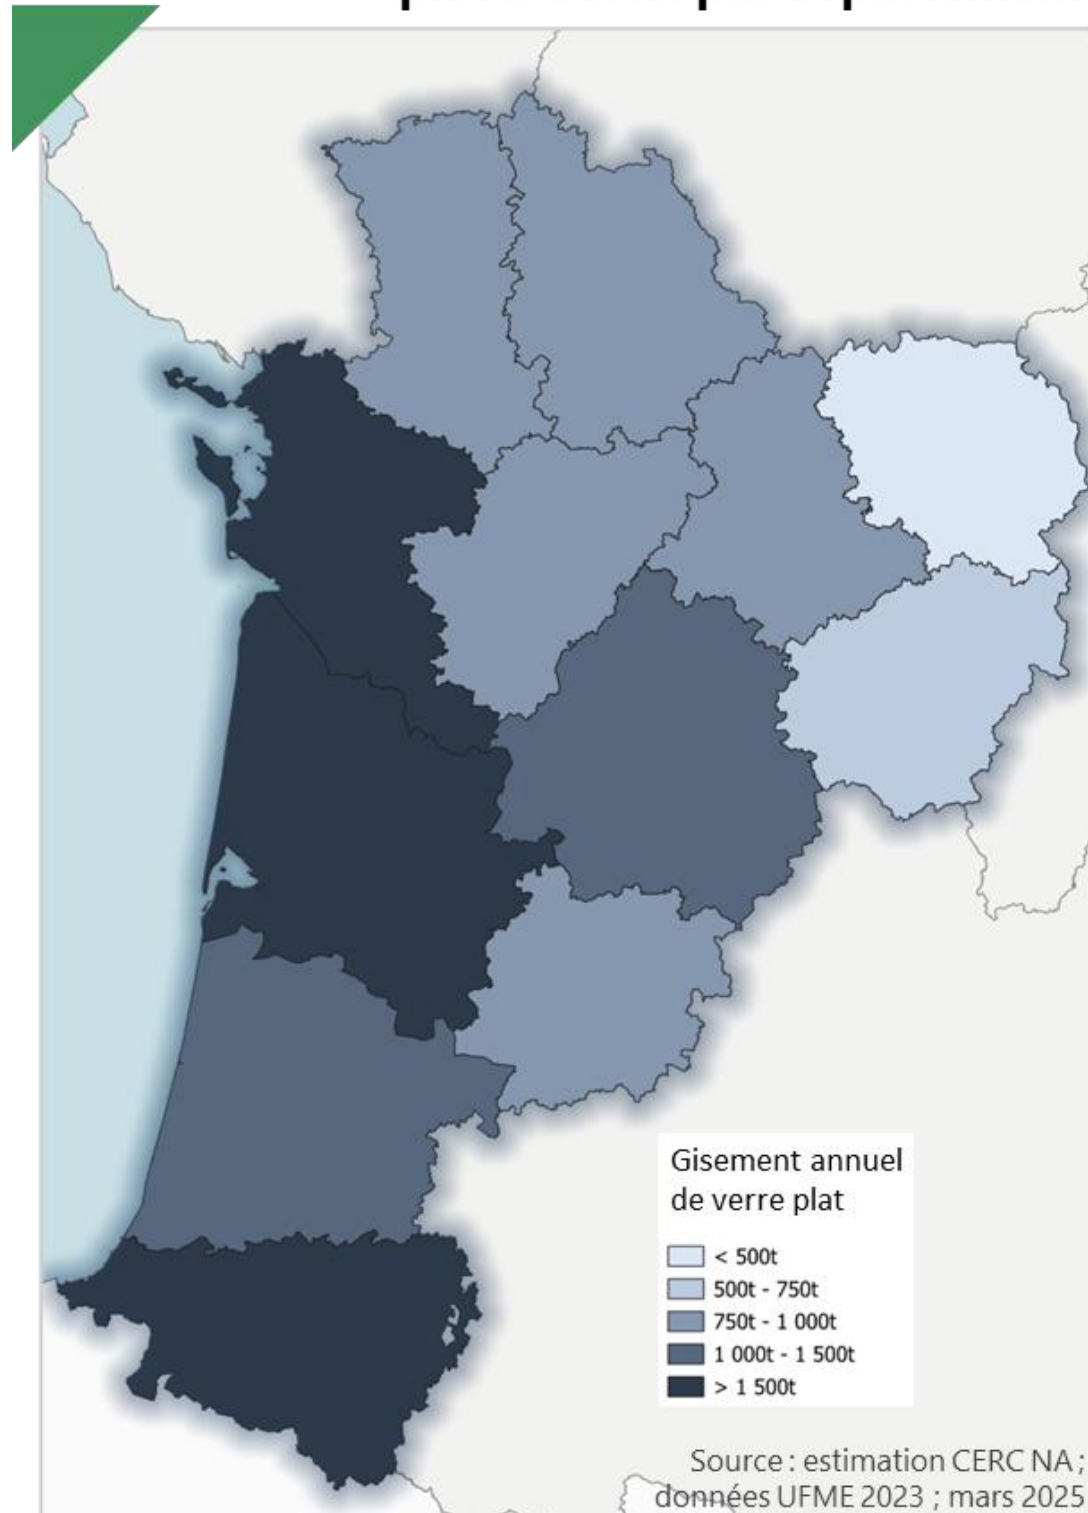 Gisement annuel
de verre plat
< 500t
500t - 750t
750t - 1 000t
1 000t - 1 500t
> 1 500t
Source : estimation CERC NA ;
données UFME 2023 ; mars 2025